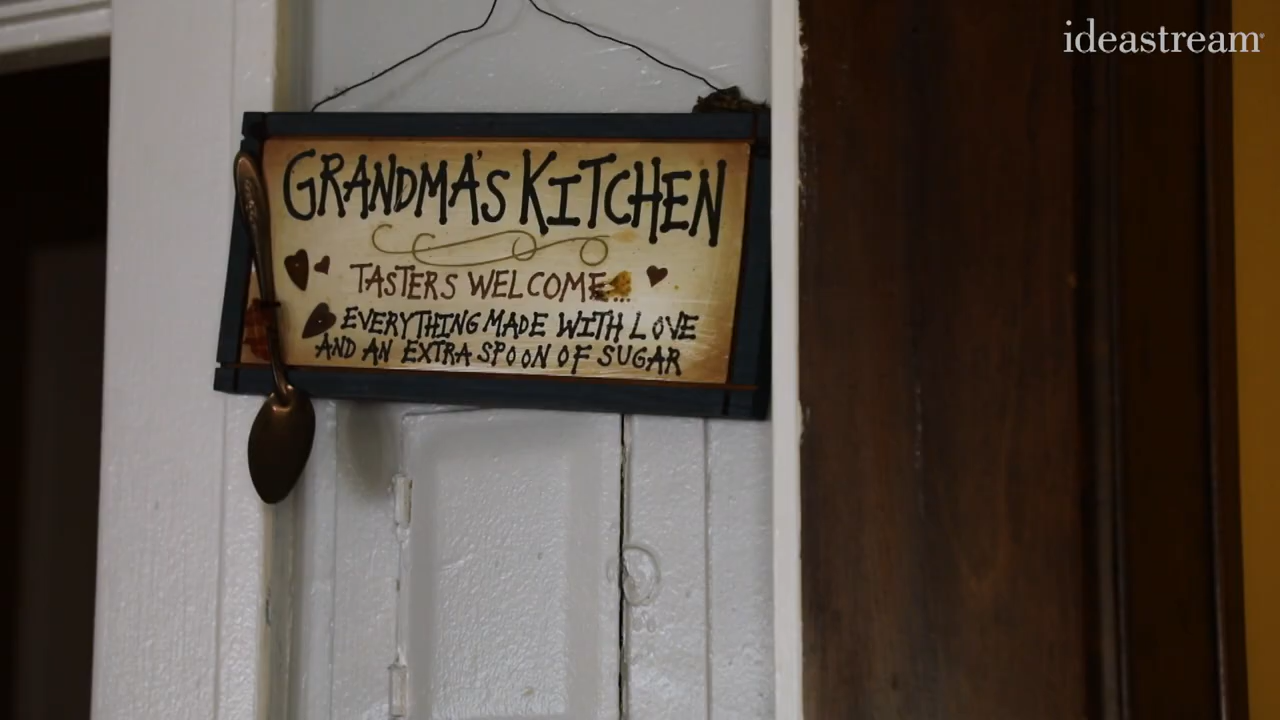 ideastream
GRANDMA'S KITCHEN
TASTERS WELCOME...
EVERYTHING MADE WITH LOVE
AND AN EXTRA SPOON OF SUGAR